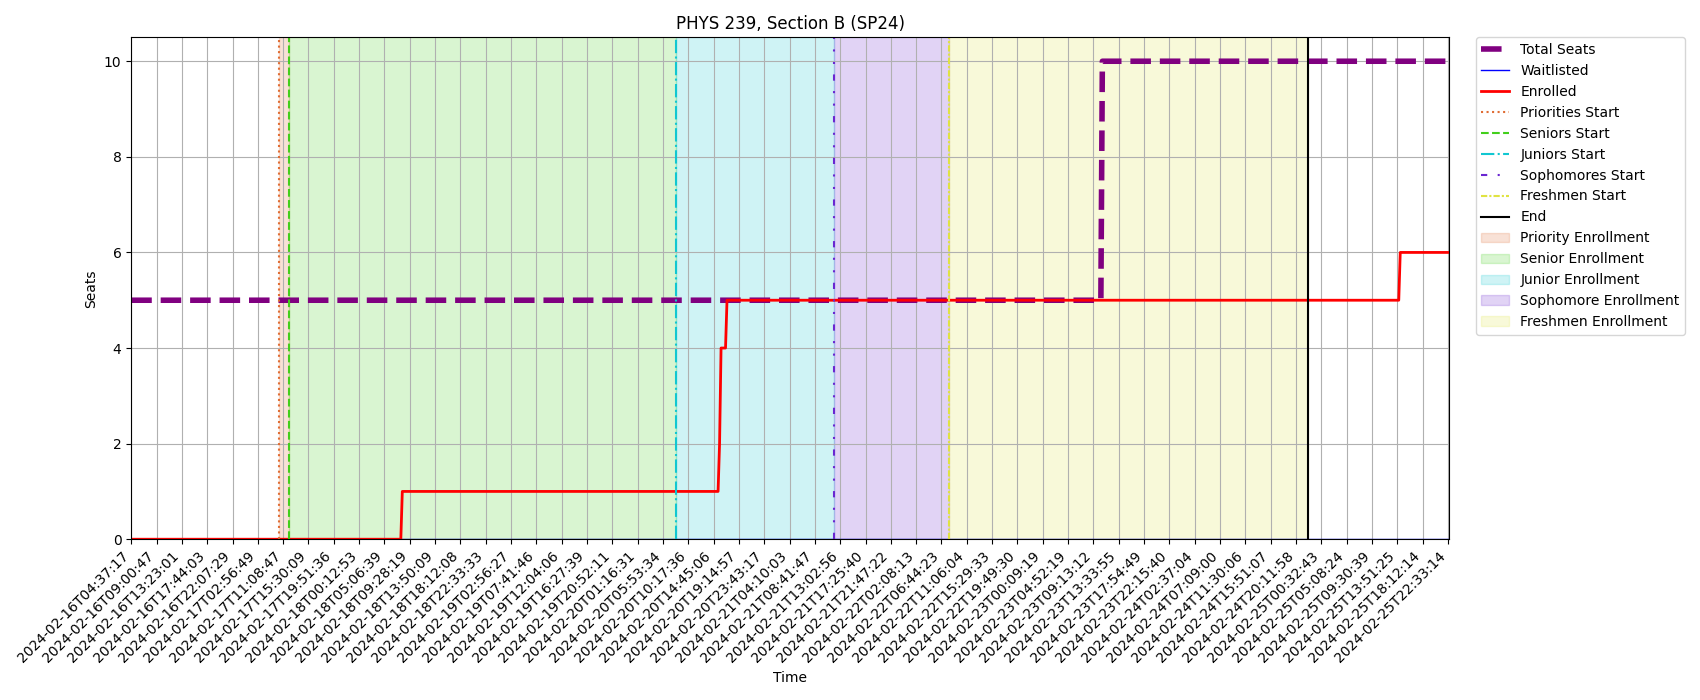 PHYS 239, Section B (SP24)
10
8
6
4
2
0
Seats
2024-02-16T04:37:17
2024-02-16T09:00:47
2024-02-16T13:23:01
2024-02-16T17:44:03
2024-02-16T22:07:29
2024-02-17T02:56:49
2024-02-17T11:08:47
2024-02-17T15:30:09
2024-02-17T19:51:36
2024-02-18T00:12:53
2024-02-18T05:06:39
2024-02-18T09:28:19
2024-02-18T13:50:09
2024-02-18T18:12:08
2024-02-18T22:33:33
2024-02-19T02:56:27
2024-02-19T07:41:46
2024-02-19T12:04:06
2024-02-19T16:27:39
2024-02-19T20:52:11
2024-02-20T01:16:31
2024-02-20T05:53:34
2024-02-20T10:17:36
2024-02-20T14:45:06
2024-02-20T19:14:57
2024-02-20T23:43:17
2024-02-21T04:10:03
2024-02-21T08:41:47
2024-02-21T13:02:56
2024-02-21T17:25:40
2024-02-21T21:47:22
2024-02-22T02:08:13
2024-02-22T06:44:23
2024-02-22T11:06:04
2024-02-22T15:29:33
2024-02-22T19:49:30
2024-02-23T00:09:19
2024-02-23T04:52:19
2024-02-23T09:13:12
2024-02-23T13:33:55
2024-02-23T17:54:49
2024-02-23T22:15:40
2024-02-24T02:37:04
2024-02-24T07:09:00
2024-02-24T11:30:06
2024-02-24T15:51:07
2024-02-24T20:11:58
2024-02-25T00:32:43
2024-02-25T05:08:24
2024-02-25T09:30:39
2024-02-25T13:51:25
2024-02-25T18:12:14
2024-02-25T22:33:14
Time
Total Seats
Waitlisted
Enrolled
Priorities Start
Seniors Start
Juniors Start
Sophomores Start
Freshmen Start
End
Priority Enrollment
Senior Enrollment
Junior Enrollment
Sophomore Enrollment
Freshmen Enrollment